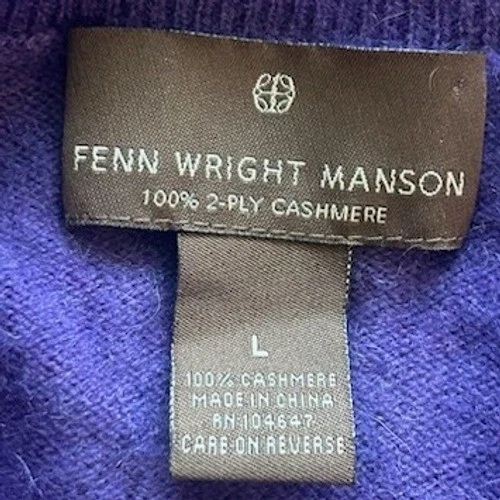 FENN WRIGHT MANSON
100% 2-PLY CASHMERE
L
100% CASHMERE
MADE IN CHINA
RN 104647
CARE ON REVERSE